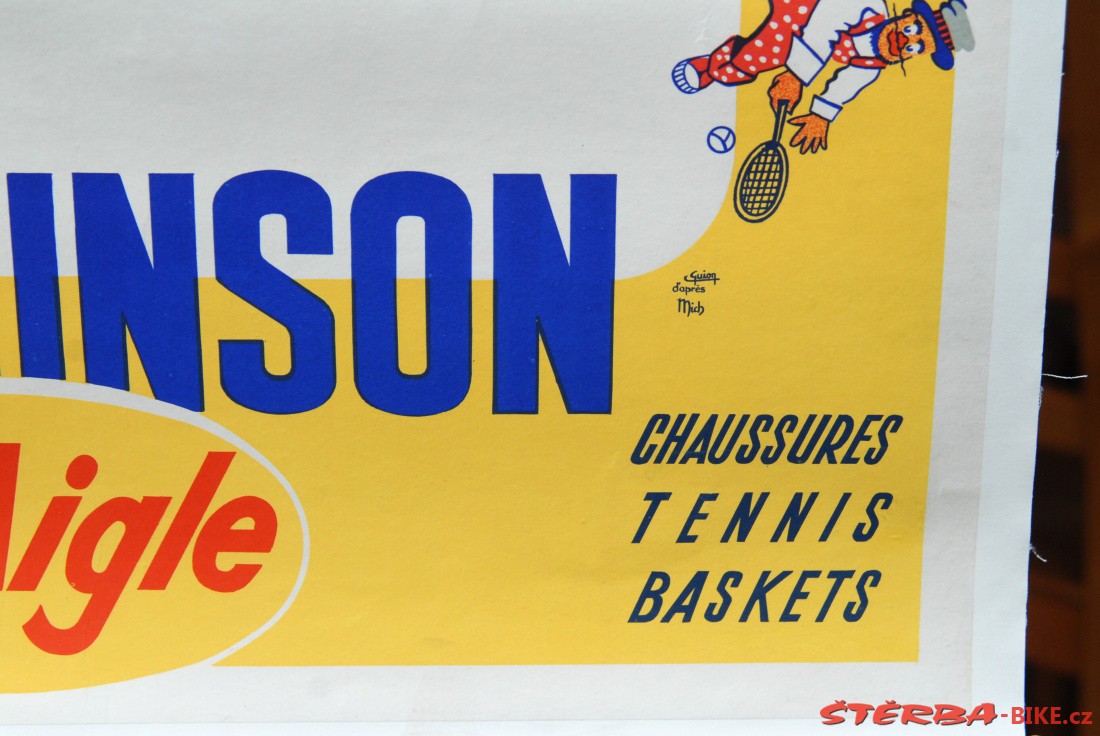 INSON
Guion
d'après
Mich
Aigle
CHAUSSURES
TENNIS
BASKETS
ŠTĚRBA-BIKE.cz